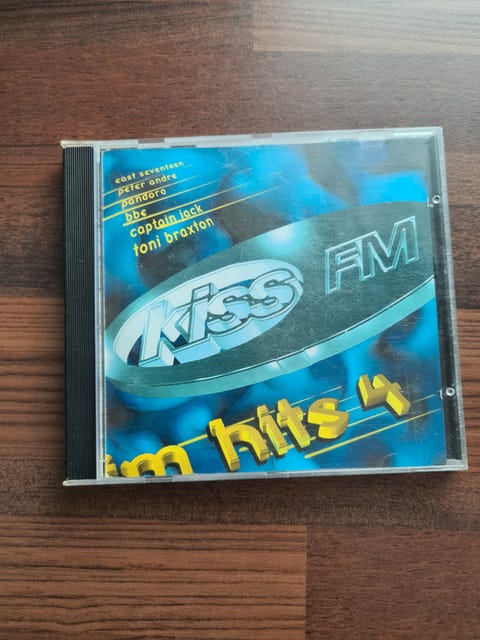 east seventeen
peter andre
pandora
bbe
captain jack
toni braxton
kiss FM
fm hits 4